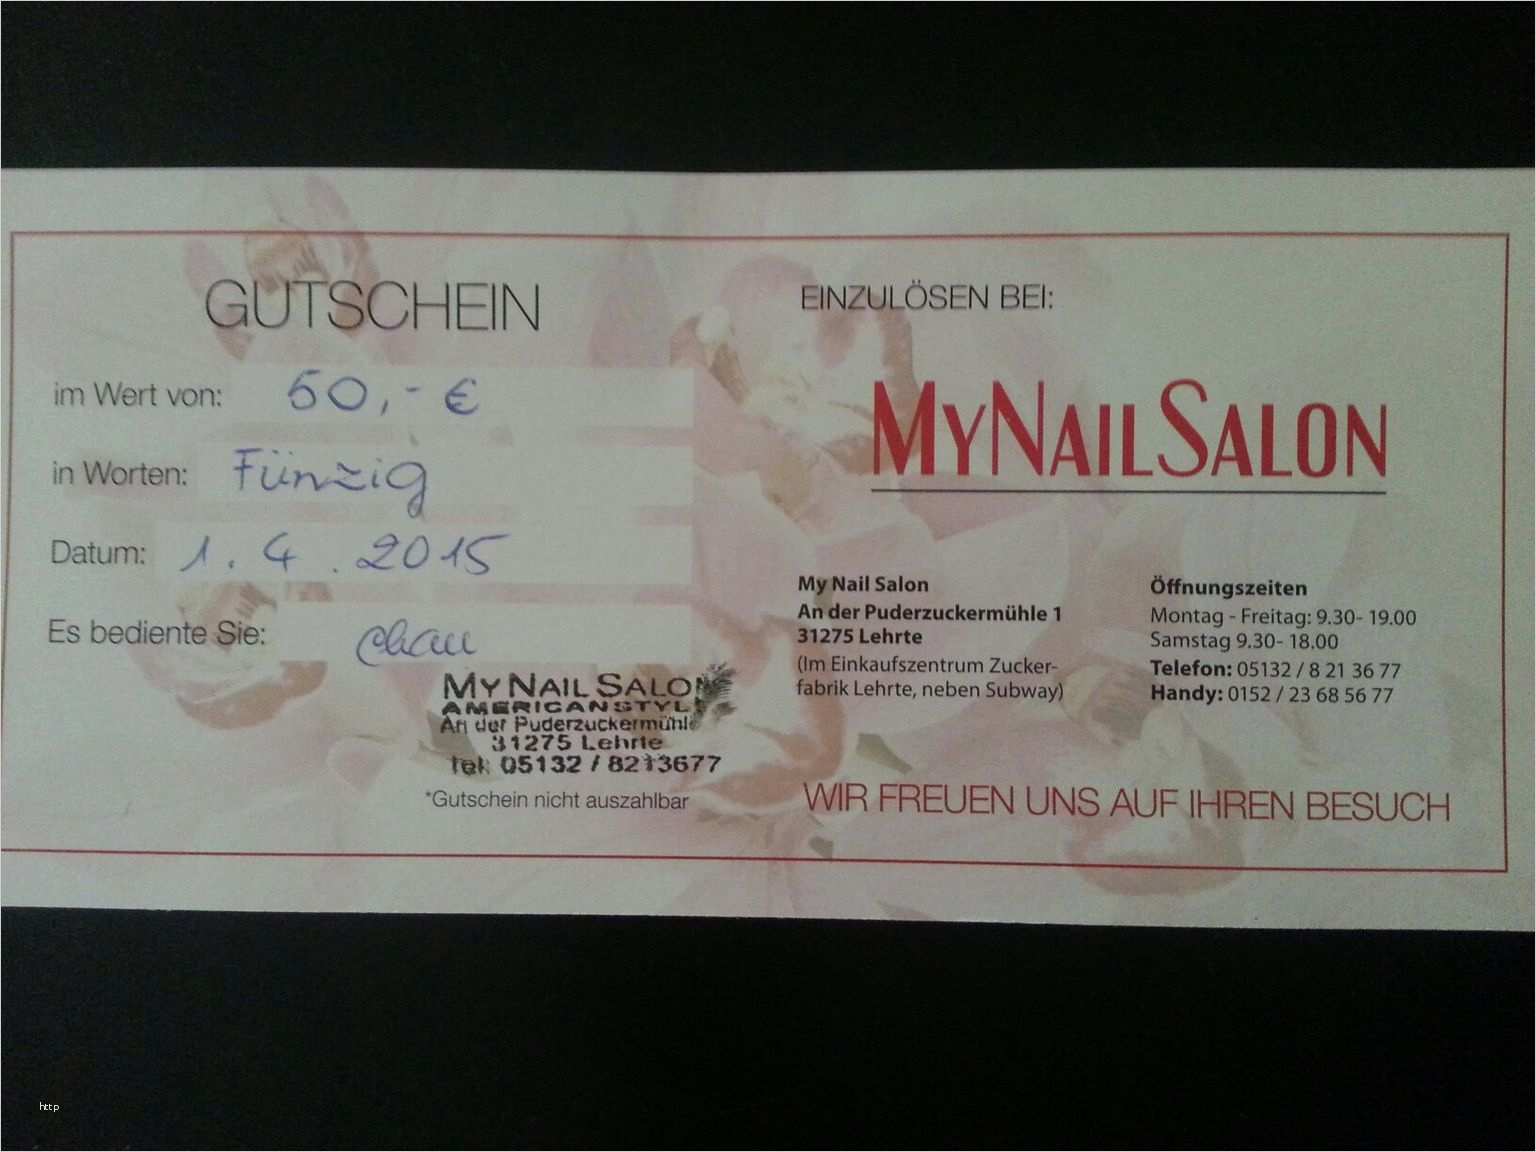 GUTSCHEIN
im Wert von: 50,- €
in Worten: Fünzig
Datum: 1. 4. 2015
Es bediente Sie: chau
MY NAIL SALON
AMERICANSTYLE
An der Puderzuckermühle
31275 Lehrte
tel: 05132 / 8213677
*Gutschein nicht auszahlbar
EINZULÖSEN BEI:
MYNAILSALON
My Nail Salon
An der Puderzuckermühle 1
31275 Lehrte
(Im Einkaufszentrum Zucker-
fabrik Lehrte, neben Subway)
Öffnungszeiten
Montag - Freitag: 9.30- 19.00
Samstag 9.30- 18.00
Telefon: 05132 / 8 21 36 77
Handy: 0152 / 23 68 56 77
WIR FREUEN UNS AUF IHREN BESUCH
http